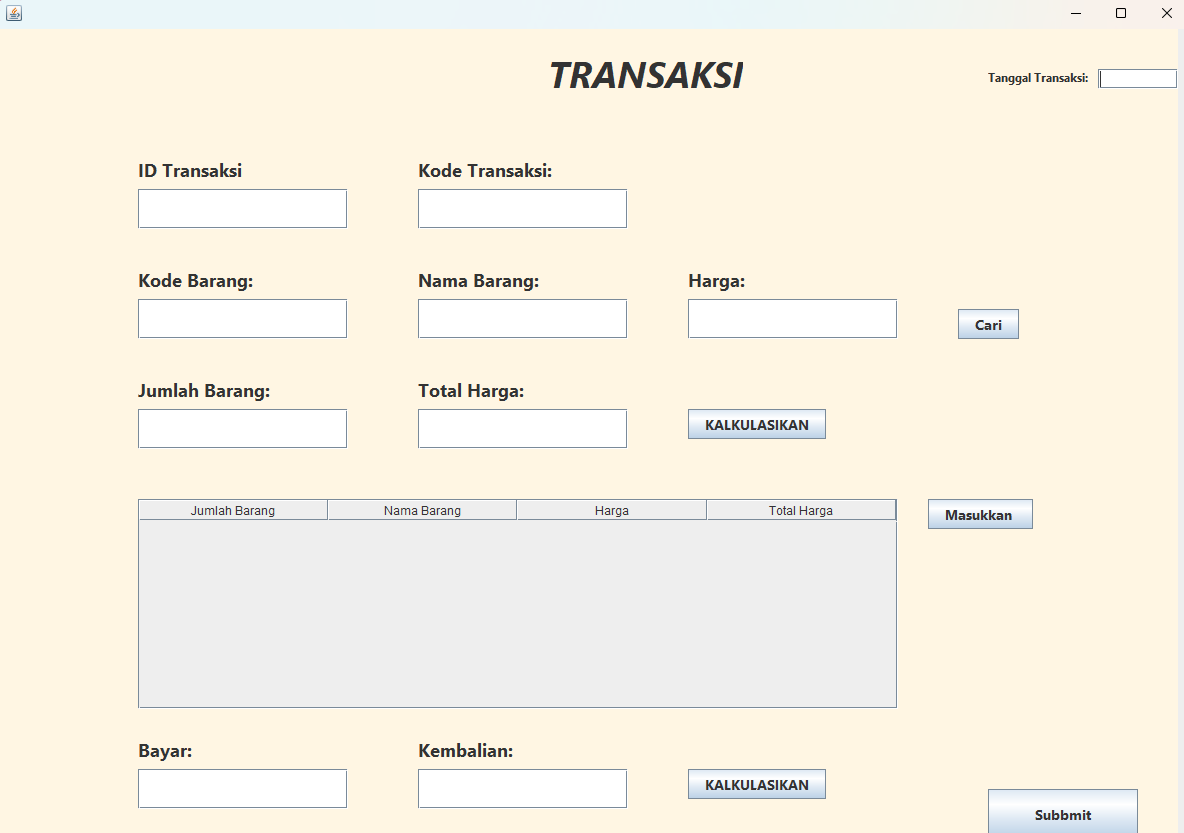 TRANSAKSI
Tanggal Transaksi:
ID Transaksi Kode Transaksi:
Kode Barang: Nama Barang: Harga:
Cari
Jumlah Barang: Total Harga:
KALKULASIKAN
Jumlah Barang Nama Barang Harga Total Harga
Masukkan
Bayar: Kembalian:
KALKULASIKAN
Subbmit